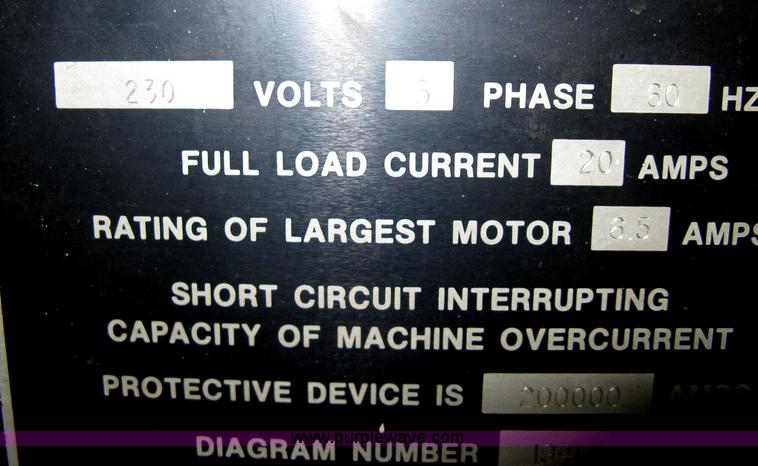 230 VOLTS 3 PHASE 60 HZ
FULL LOAD CURRENT 20 AMPS
RATING OF LARGEST MOTOR 6.5 AMPS
SHORT CIRCUIT INTERRUPTING
CAPACITY OF MACHINE OVERCURRENT
PROTECTIVE DEVICE IS 200000 AMPS
www.purplewave.com
DIAGRAM NUMBER